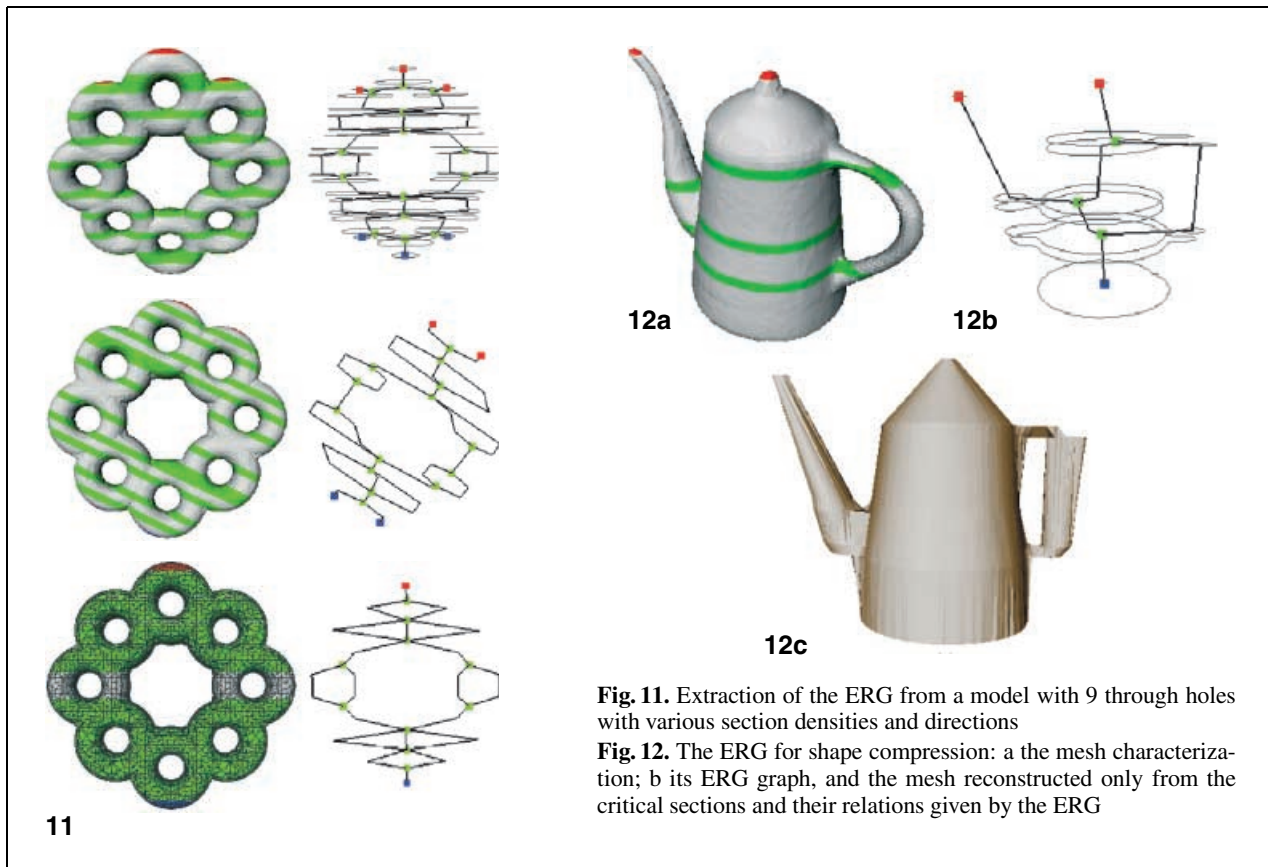 12a
12b
12c
11
Fig. 11. Extraction of the ERG from a model with 9 through holes
with various section densities and directions
Fig. 12. The ERG for shape compression: a the mesh characteriza-
tion; b its ERG graph, and the mesh reconstructed only from the
critical sections and their relations given by the ERG